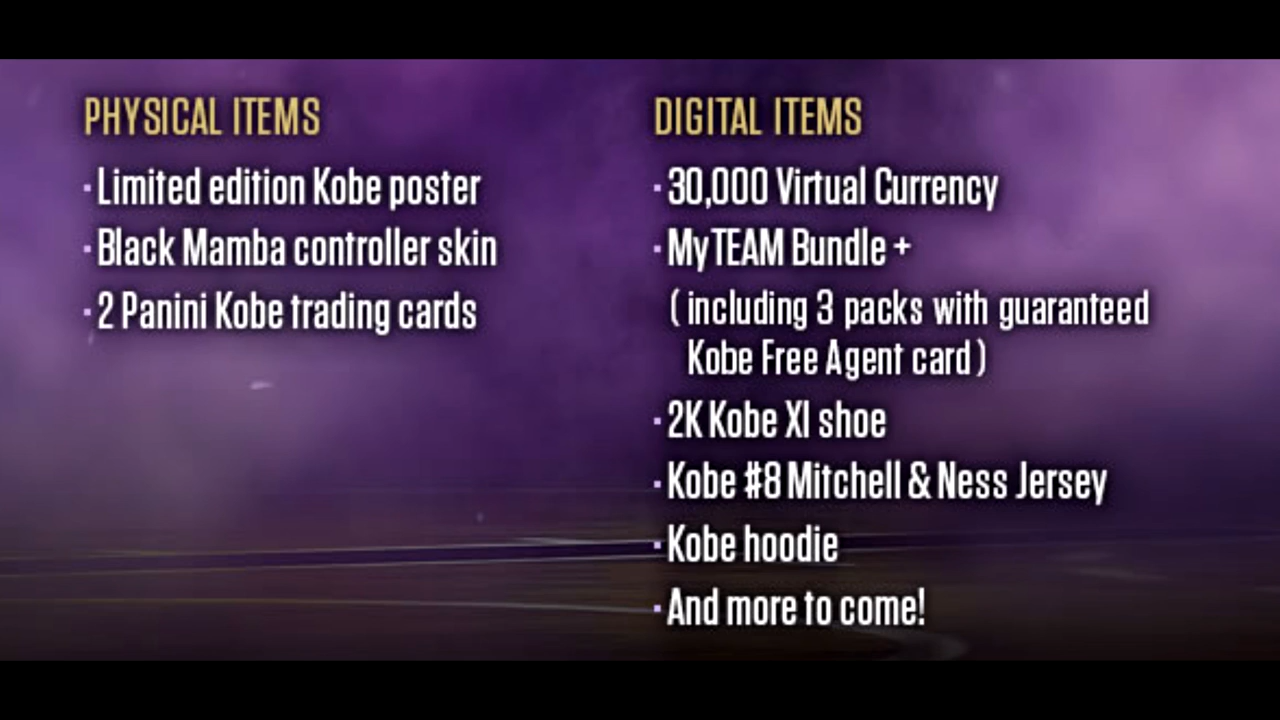 PHYSICAL ITEMS
· Limited edition Kobe poster
· Black Mamba controller skin
· 2 Panini Kobe trading cards
DIGITAL ITEMS
· 30,000 Virtual Currency
· MyTEAM Bundle +
( including 3 packs with guaranteed
Kobe Free Agent card )
· 2K Kobe XI shoe
· Kobe #8 Mitchell & Ness Jersey
· Kobe hoodie
· And more to come!